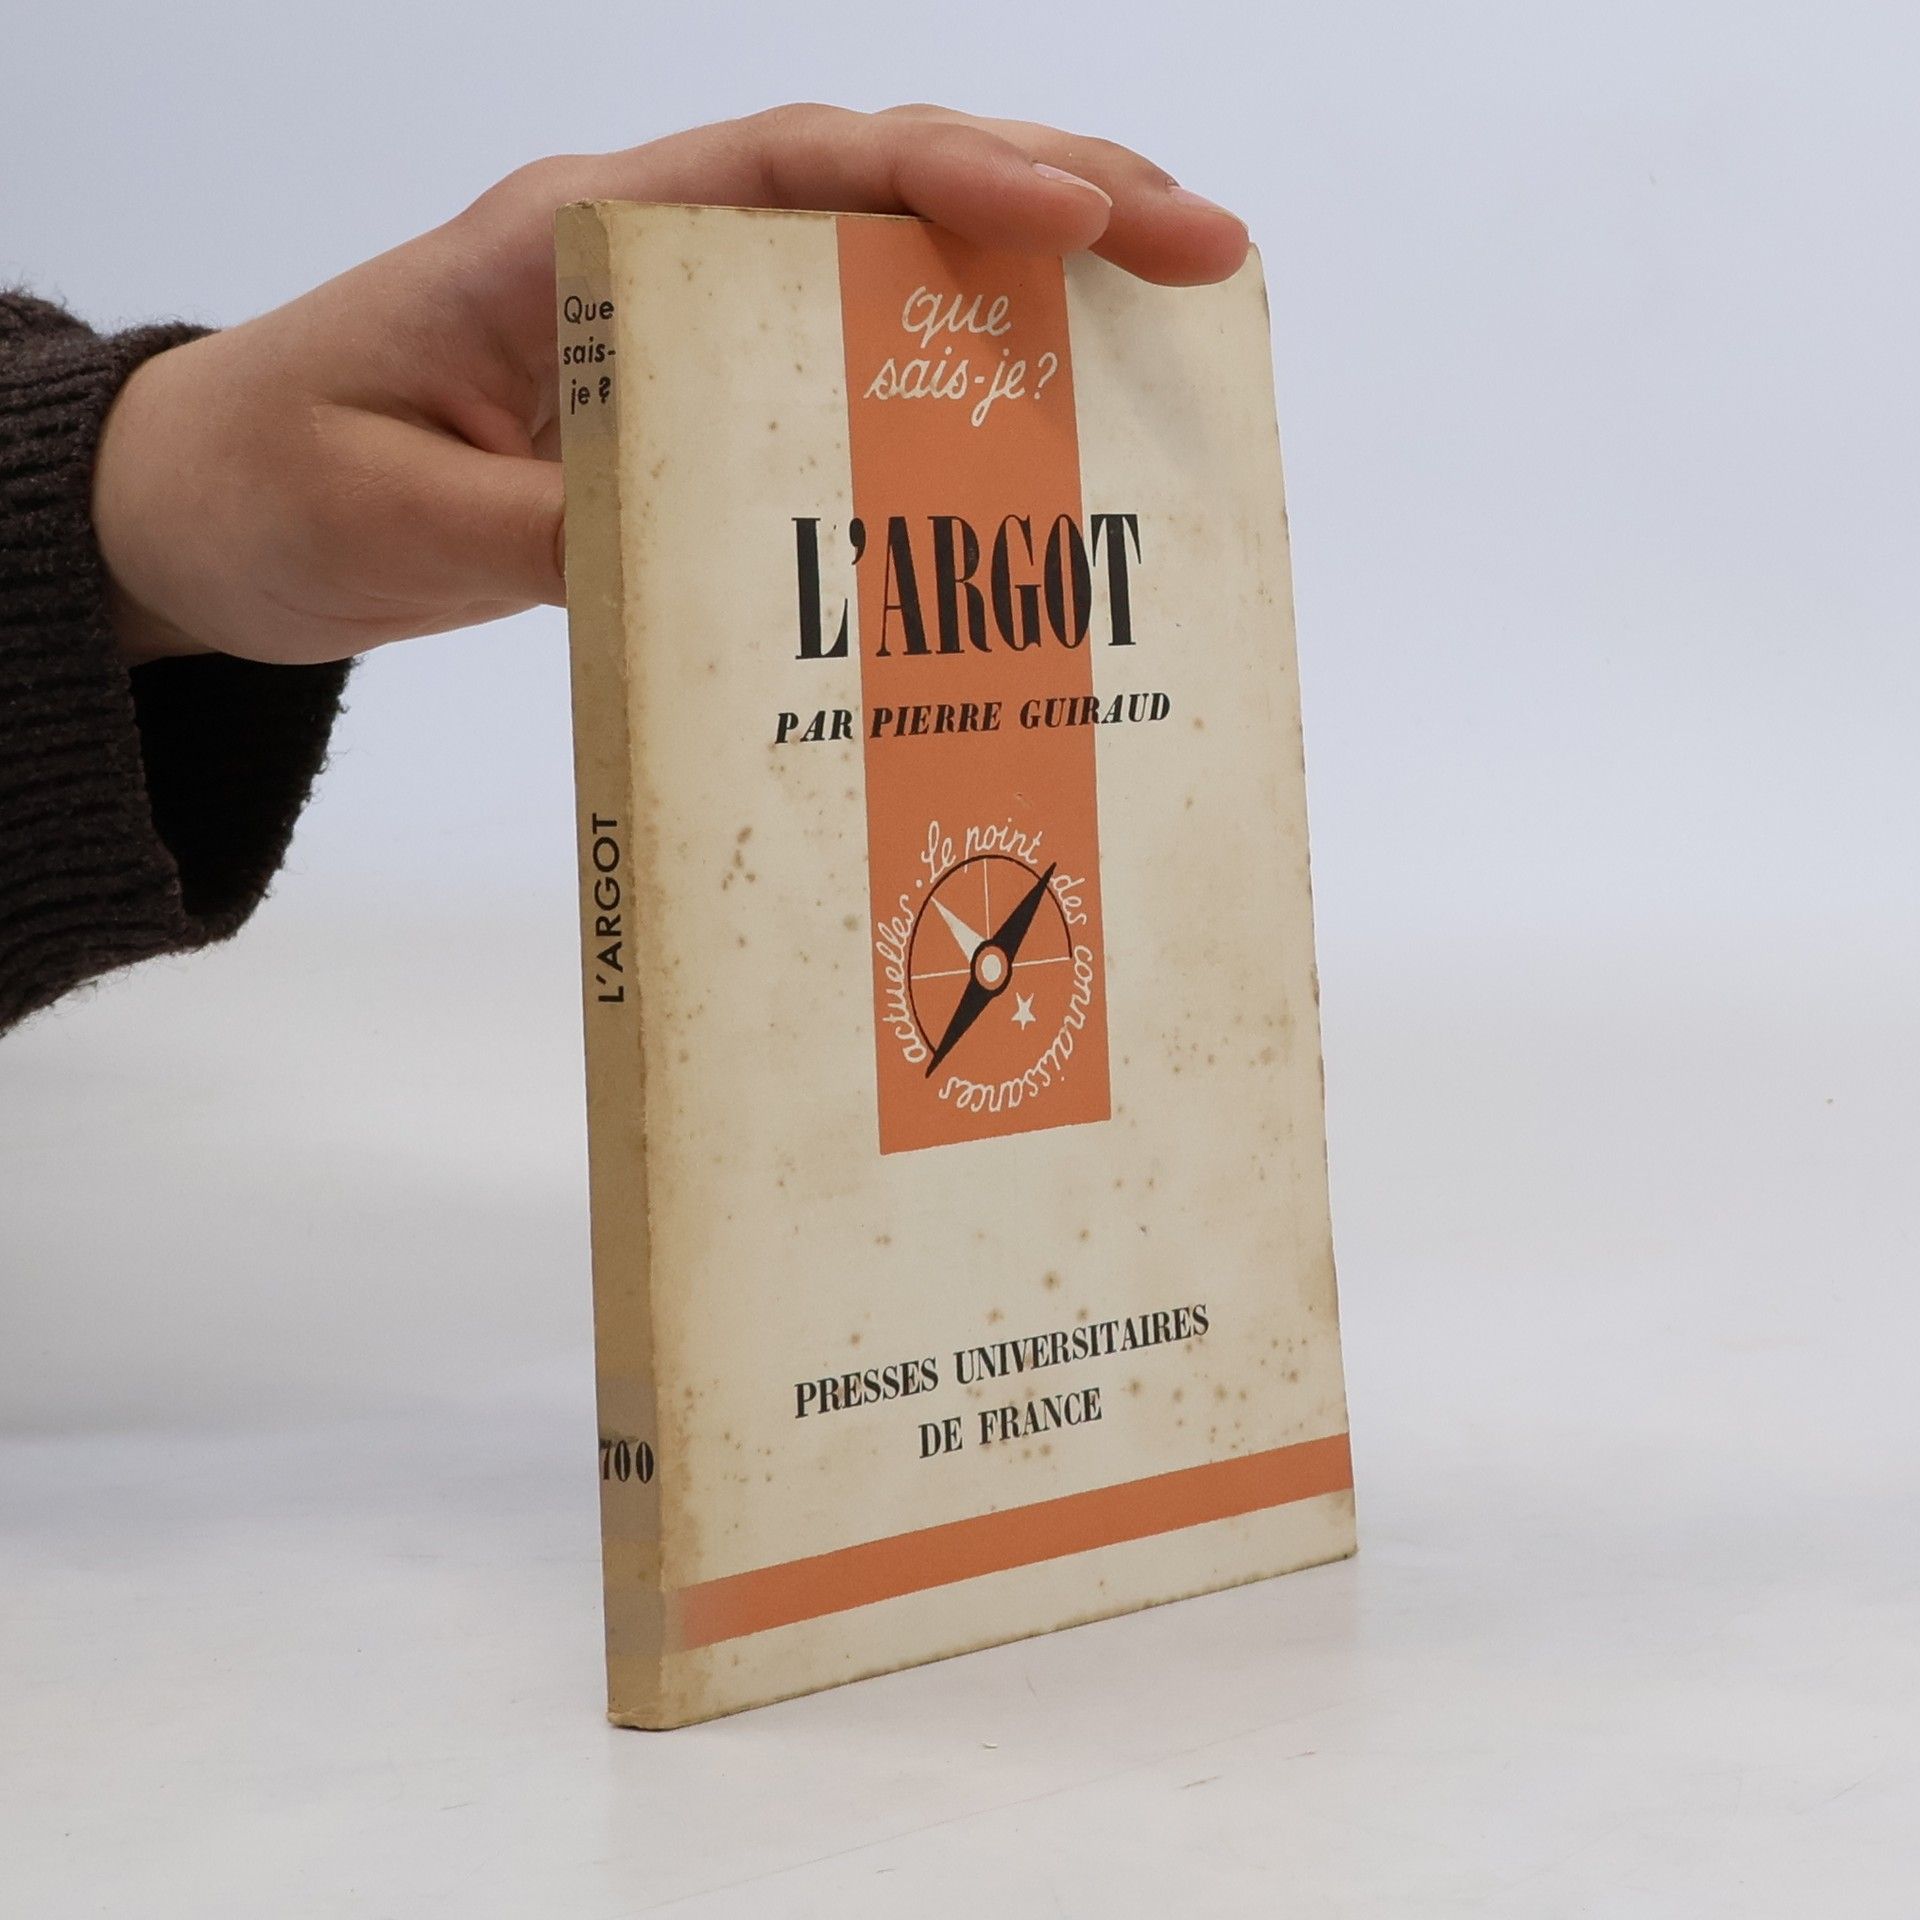 Que
sais-
je?
L'ARGOT
700
que
sais-je?
L'ARGOT
PAR PIERRE GUIRAUD
Le point des connaissances actuelles.
PRESSES UNIVERSITAIRES
DE FRANCE